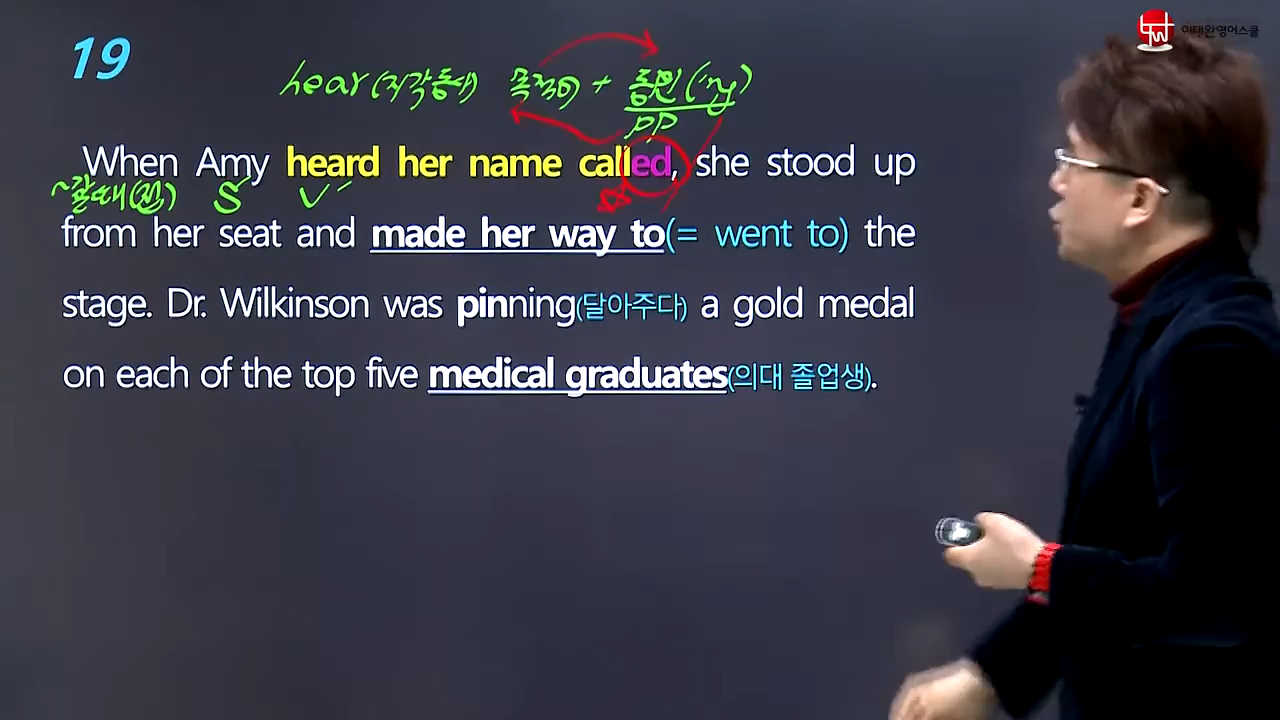 이태완영어스쿨
19
hear(지각동사) 목적어 + 동원(ing)
pp
When Amy heard her name called, she stood up
~할때(접) S V
from her seat and made her way to(= went to) the
stage. Dr. Wilkinson was pinning(달아주다) a gold medal
on each of the top five medical graduates(의대 졸업생).